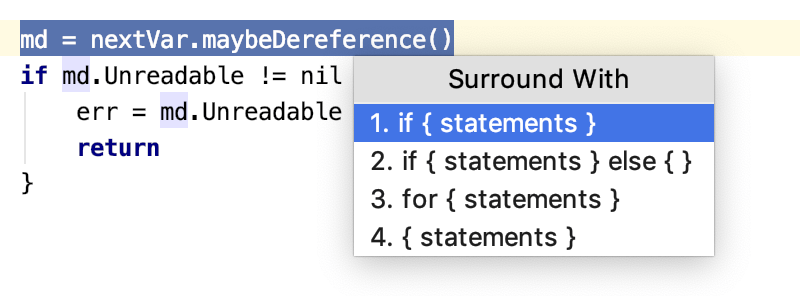 md = nextVar.maybeDereference()
if md.Unreadable != nil
err = md.Unreadable
return
}
Surround With
1. if { statements }
2. if { statements } else { }
3. for { statements }
4. { statements }